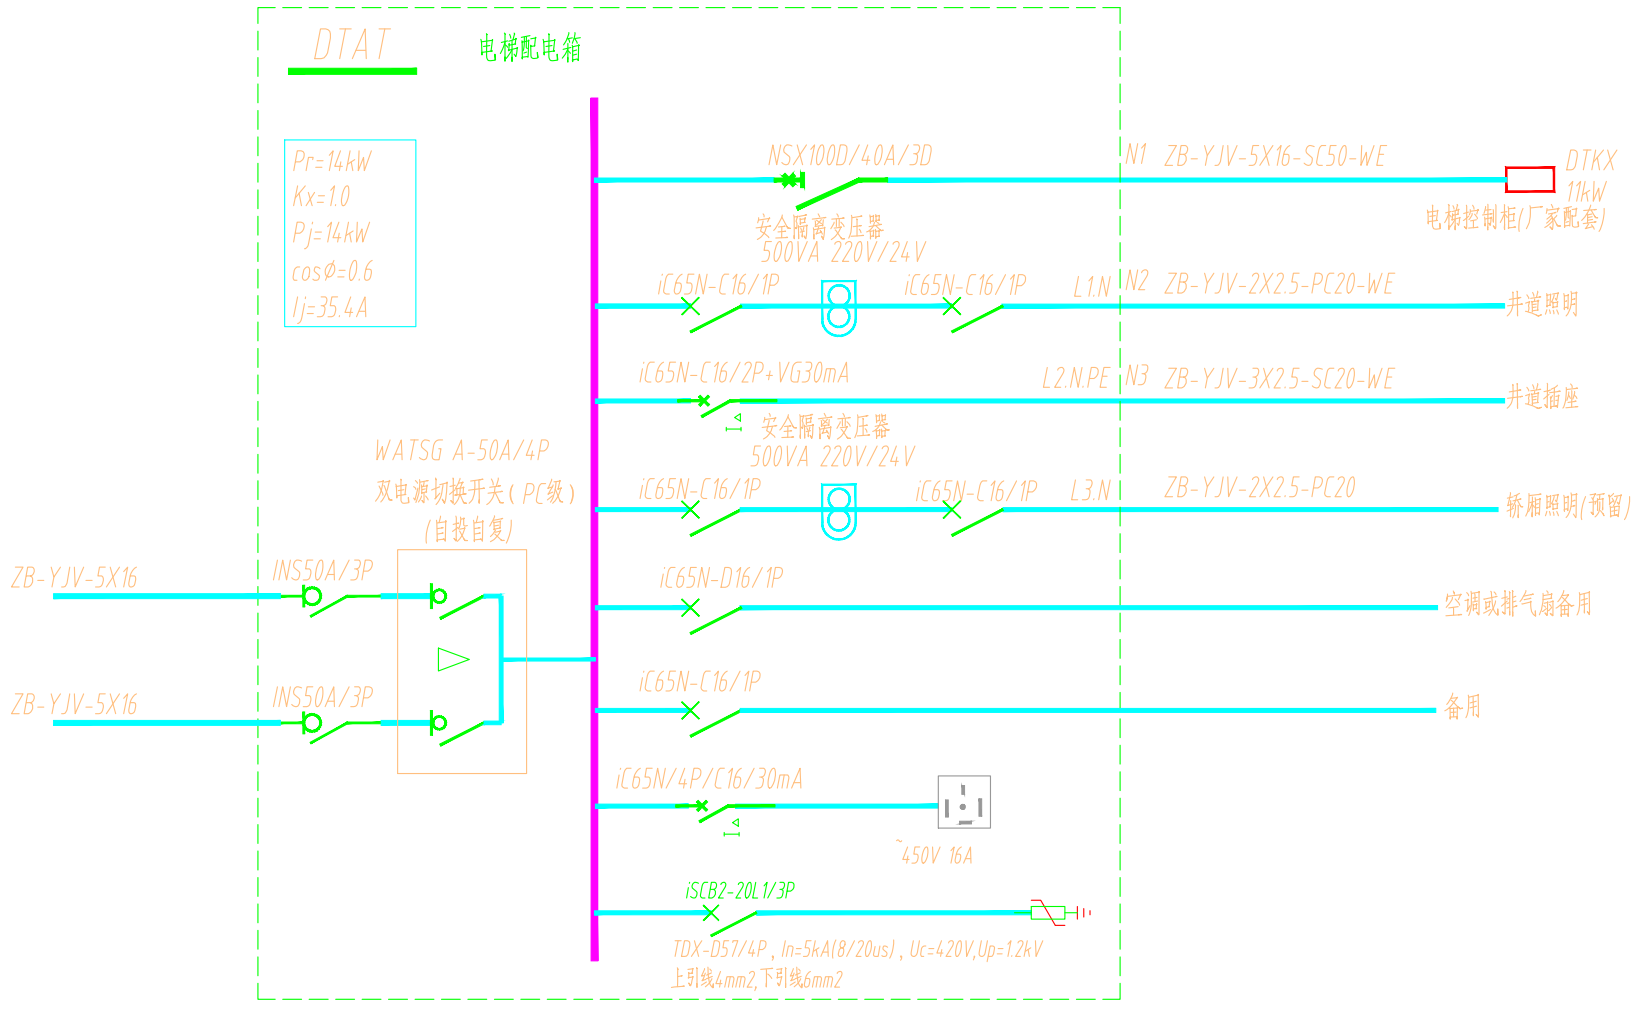 DTAT
电梯配电箱
Pr=14kW
Kx=1.0
Pj=14kW
cosΦ=0.6
Ij=35.4A
NSX100D/40A/3D
N1 ZB-YJV-5X16-SC50-WE
DTKX
11kW
电梯控制柜(厂家配套)
安全隔离变压器
500VA 220V/24V
iC65N-C16/1P
iC65N-C16/1P
L1.N N2 ZB-YJV-2X2.5-PC20-WE
井道照明
iC65N-C16/2P+VG30mA
L2.N.PE N3 ZB-YJV-3X2.5-SC20-WE
井道插座
安全隔离变压器
500VA 220V/24V
iC65N-C16/1P
iC65N-C16/1P
L3.N ZB-YJV-2X2.5-PC20
轿厢照明(预留)
WATSG A-50A/4P
双电源切换开关(PC级)
(自投自复)
ZB-YJV-5X16
INS50A/3P
ZB-YJV-5X16
INS50A/3P
iC65N-D16/1P
空调或排气扇备用
iC65N-C16/1P
备用
iC65N/4P/C16/30mA
~450V 16A
iSCB2-20L1/3P
TDX-D57/4P,In=5kA(8/20us),Uc=420V,Up=1.2kV
上引线4mm2,下引线6mm2